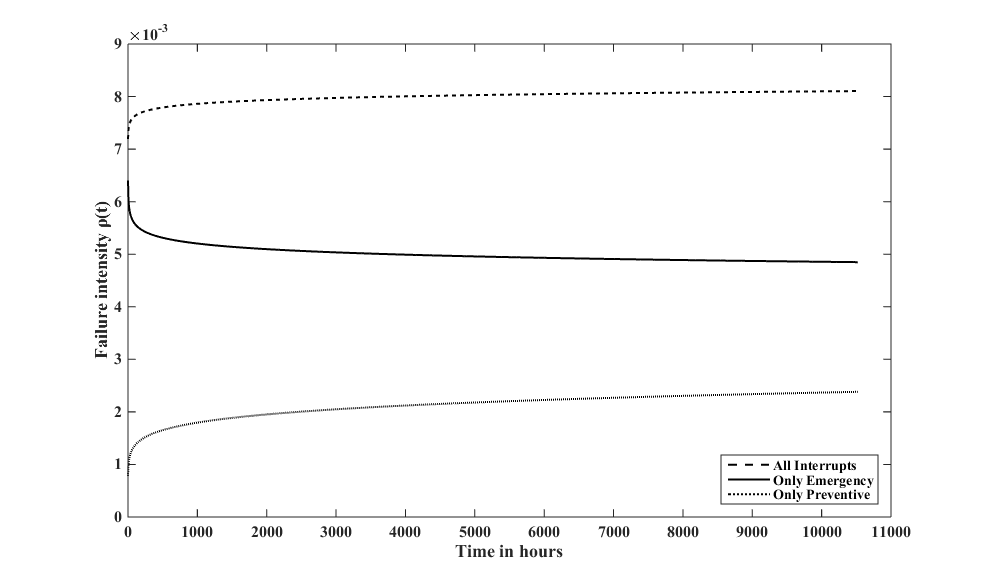 ×10⁻³
9
8
7
6
5
4
3
2
1
0
Failure intensity ρ(t)
0 1000 2000 3000 4000 5000 6000 7000 8000 9000 10000 11000
Time in hours
All Interrupts
Only Emergency
Only Preventive